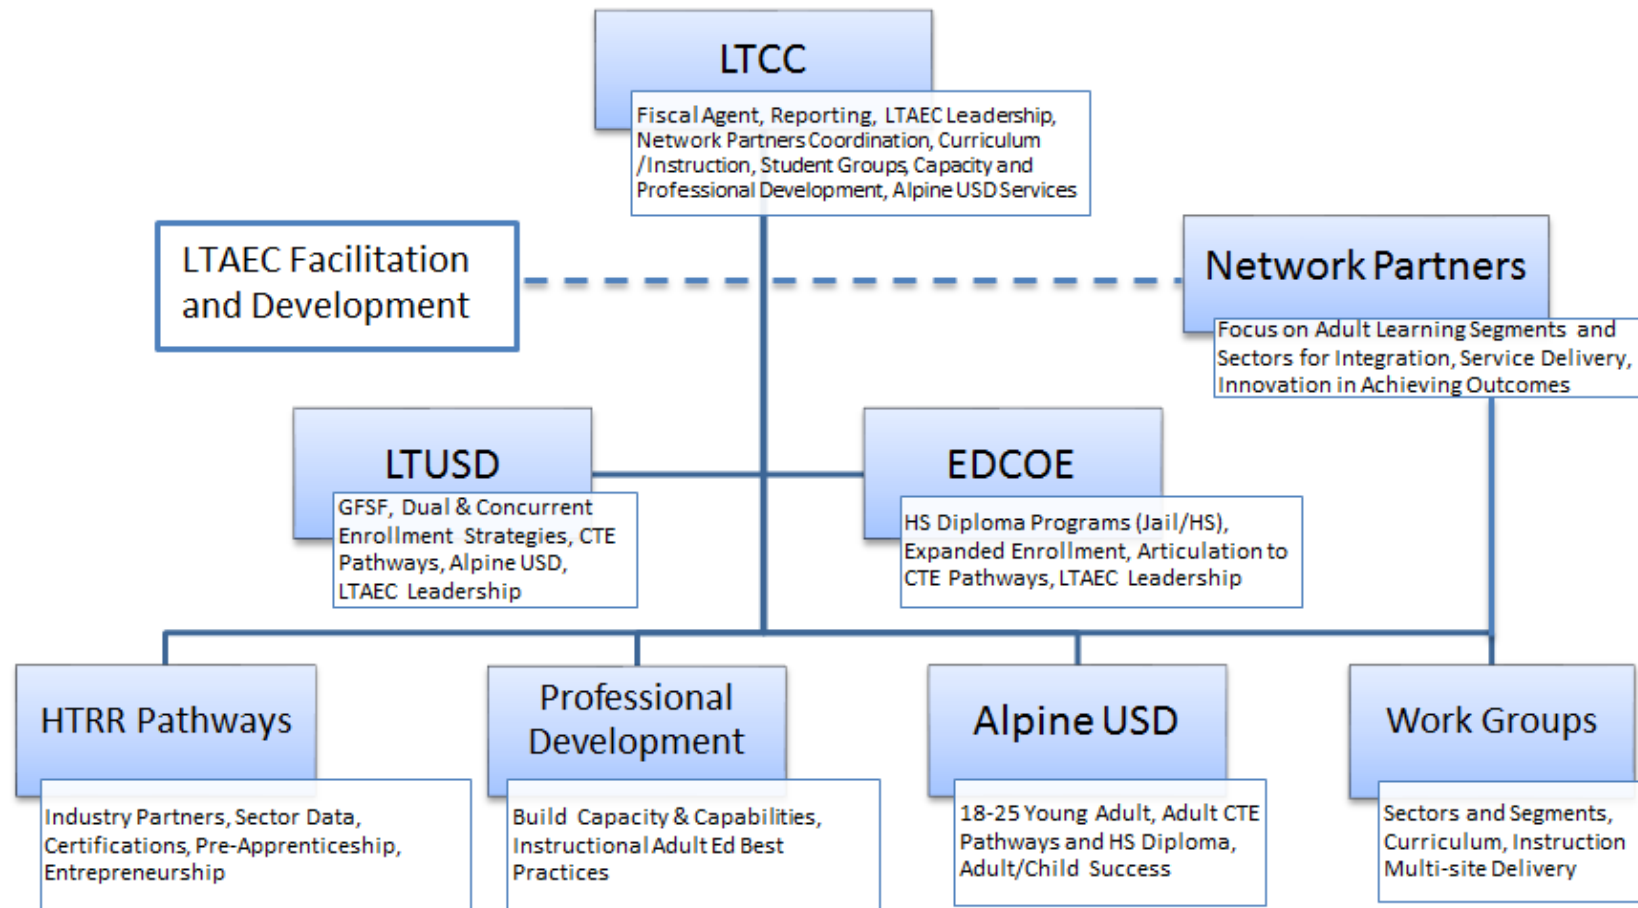 LTCC
Fiscal Agent, Reporting, LTAEC Leadership,
Network Partners Coordination, Curriculum
/Instruction, Student Groups, Capacity and
Professional Development, Alpine USD Services
LTAEC Facilitation
and Development
Network Partners
Focus on Adult Learning Segments and
Sectors for Integration, Service Delivery,
Innovation in Achieving Outcomes
LTUSD
GFSF, Dual & Concurrent
Enrollment Strategies, CTE
Pathways, Alpine USD,
LTAEC Leadership
EDCOE
HS Diploma Programs (Jail/HS),
Expanded Enrollment, Articulation to
CTE Pathways, LTAEC Leadership
HTRR Pathways
Industry Partners, Sector Data,
Certifications, Pre-Apprenticeship,
Entrepreneurship
Professional
Development
Build Capacity & Capabilities,
Instructional Adult Ed Best
Practices
Alpine USD
18-25 Young Adult, Adult CTE
Pathways and HS Diploma,
Adult/Child Success
Work Groups
Sectors and Segments,
Curriculum, Instruction
Multi-site Delivery